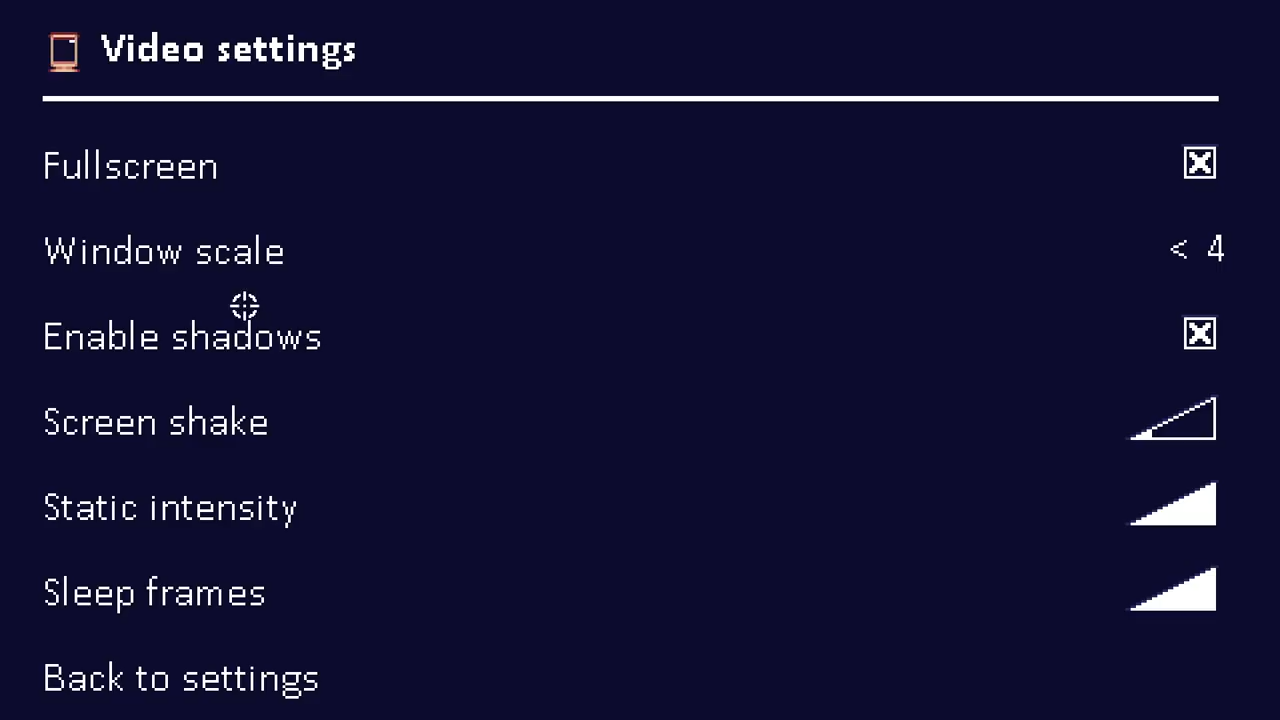 Video settings
Fullscreen
Window scale < 4
Enable shadows
Screen shake
Static intensity
Sleep frames
Back to settings